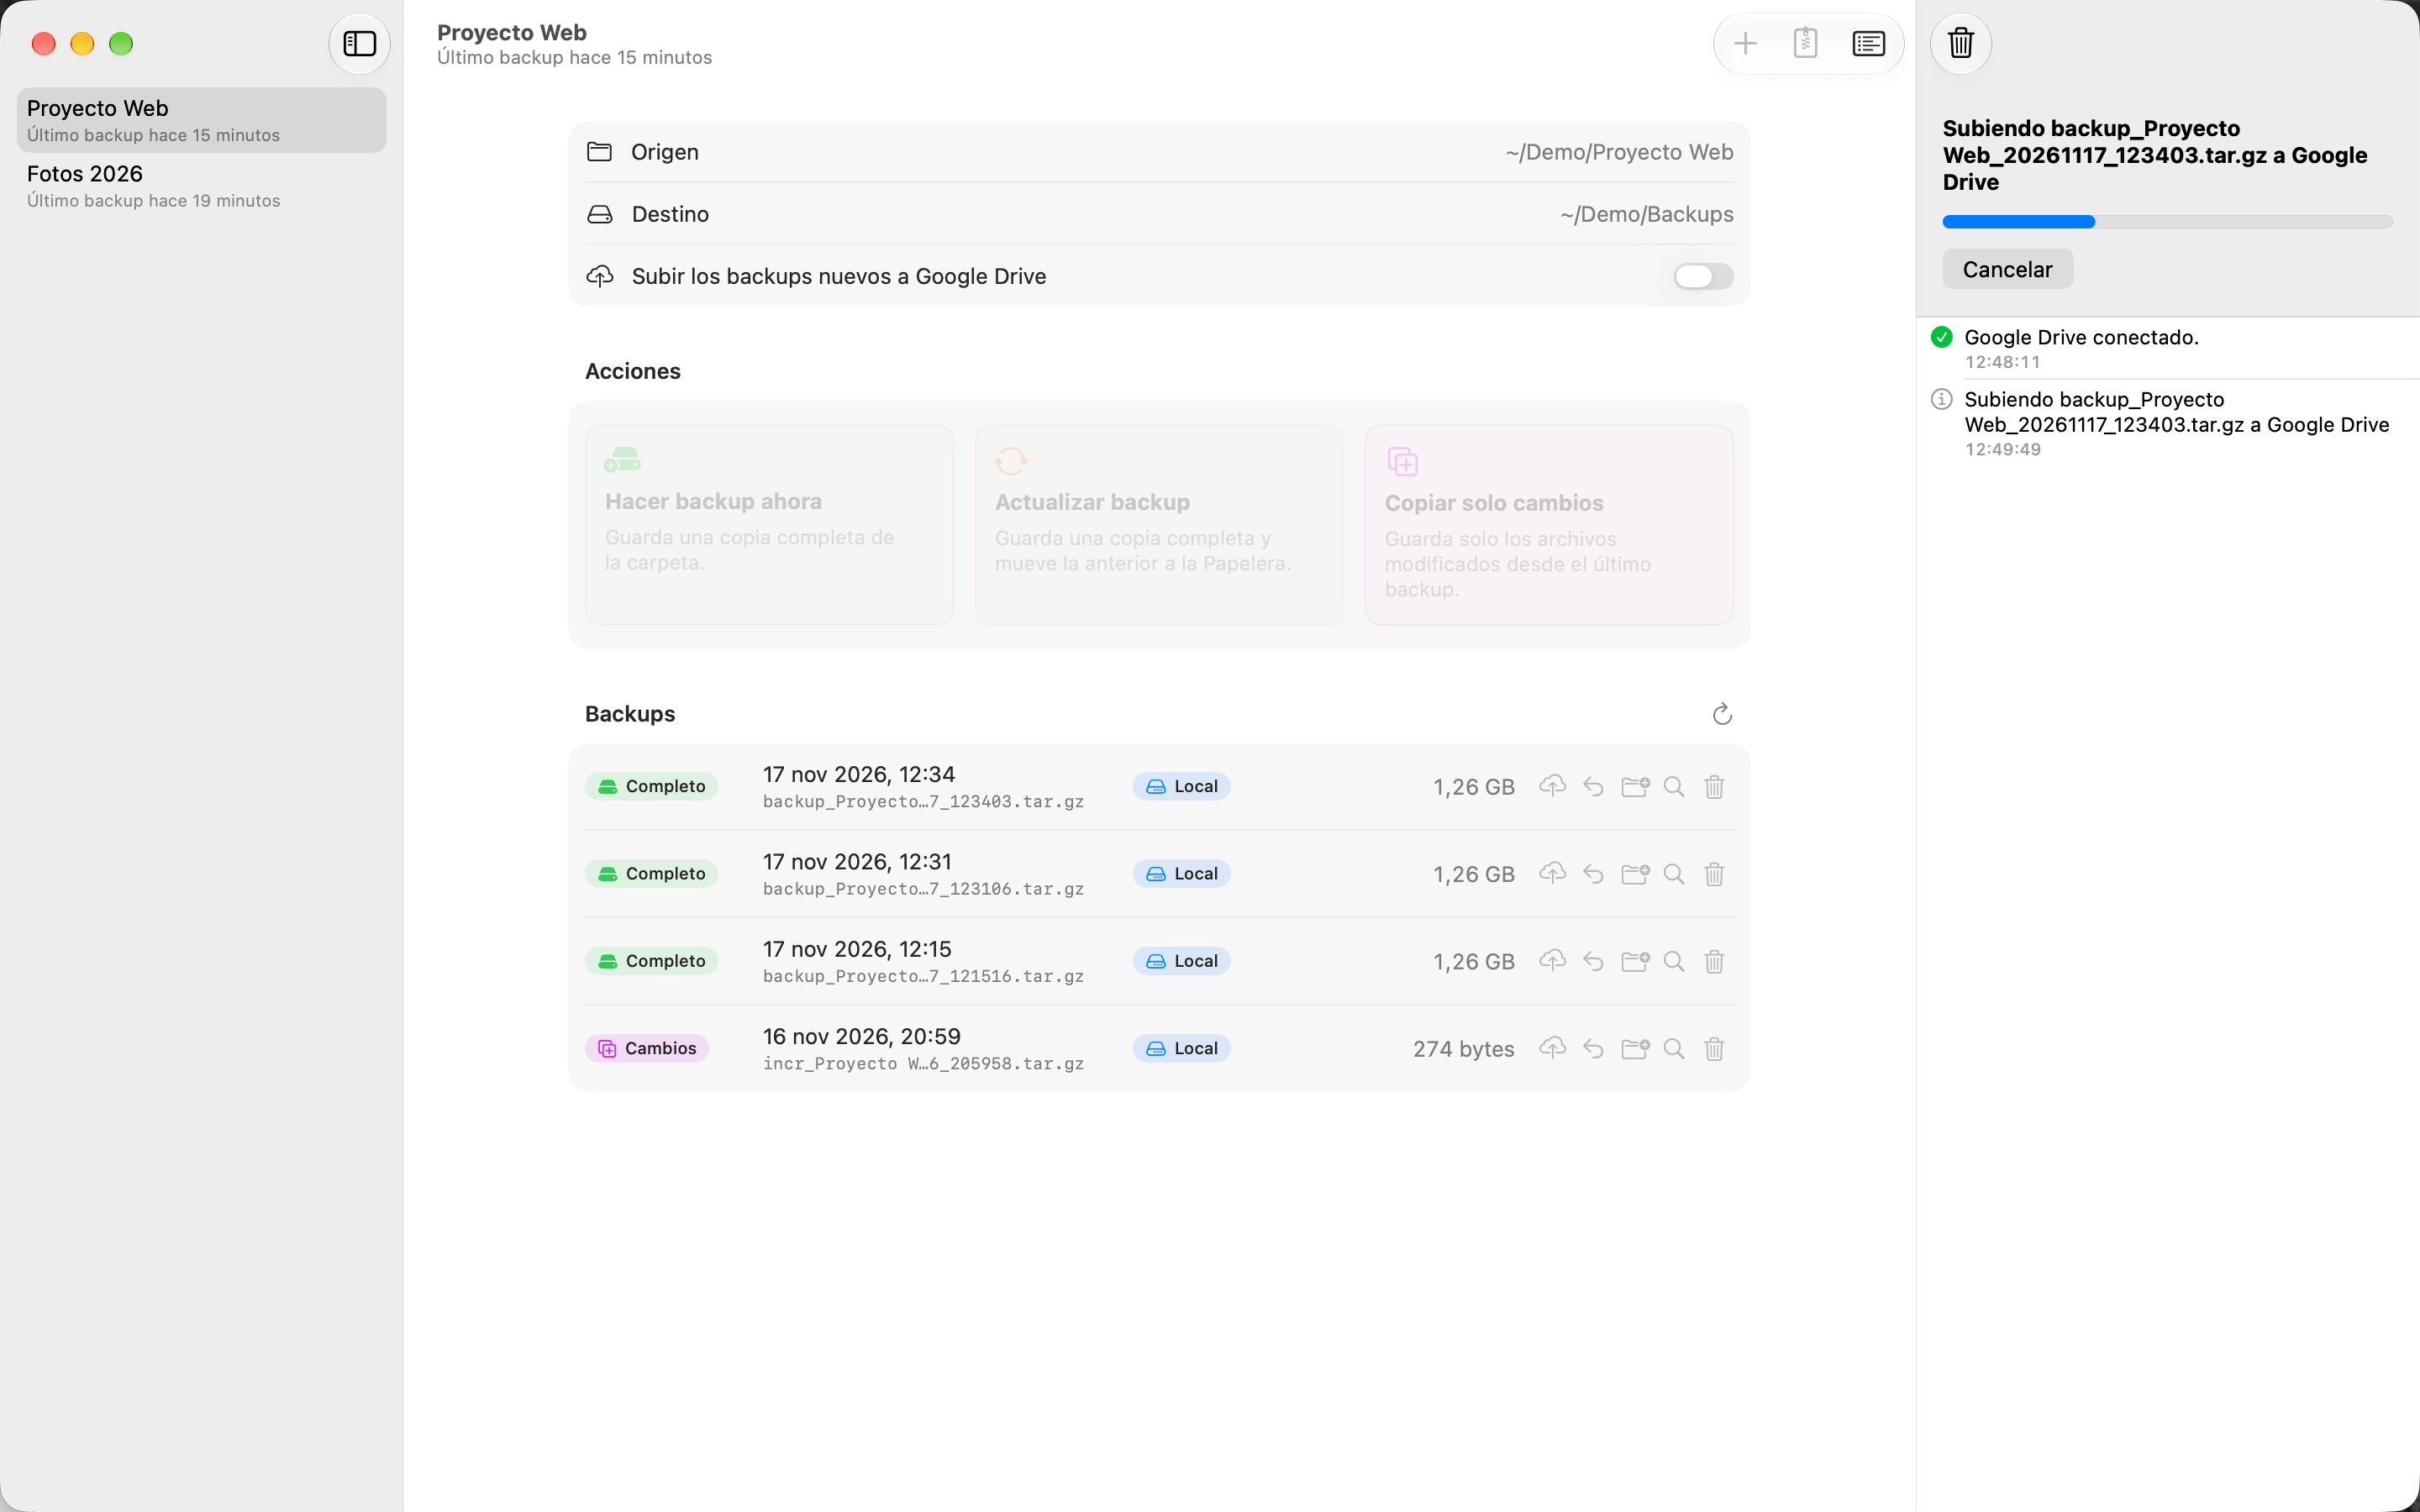 Proyecto Web
Último backup hace 15 minutos
Fotos 2026
Último backup hace 19 minutos
Proyecto Web
Último backup hace 15 minutos
Origen
~/Demo/Proyecto Web
Destino
~/Demo/Backups
Subir los backups nuevos a Google Drive
Acciones
Hacer backup ahora
Guarda una copia completa de
la carpeta.
Actualizar backup
Guarda una copia completa y
mueve la anterior a la Papelera.
Copiar solo cambios
Guarda solo los archivos
modificados desde el último
backup.
Backups
Completo
17 nov 2026, 12:34
backup_Proyecto…7_123403.tar.gz
Local
1,26 GB
Completo
17 nov 2026, 12:31
backup_Proyecto…7_123106.tar.gz
Local
1,26 GB
Completo
17 nov 2026, 12:15
backup_Proyecto…7_121516.tar.gz
Local
1,26 GB
Cambios
16 nov 2026, 20:59
incr_Proyecto W…6_205958.tar.gz
Local
274 bytes
Subiendo backup_Proyecto
Web_20261117_123403.tar.gz a Google
Drive
Cancelar
Google Drive conectado.
12:48:11
Subiendo backup_Proyecto
Web_20261117_123403.tar.gz a Google Drive
12:49:49